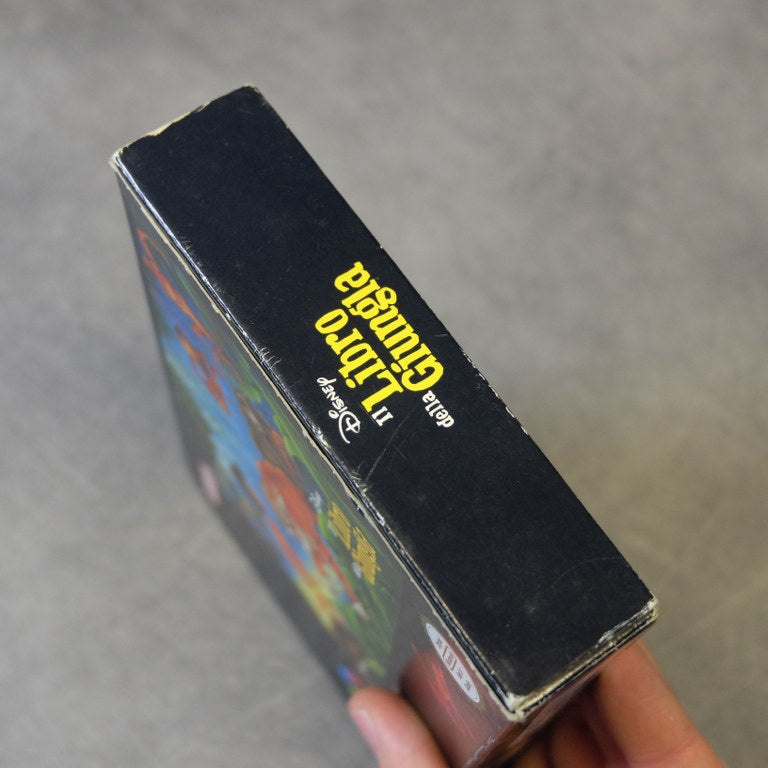 Disney
Il Libro
della Giungla